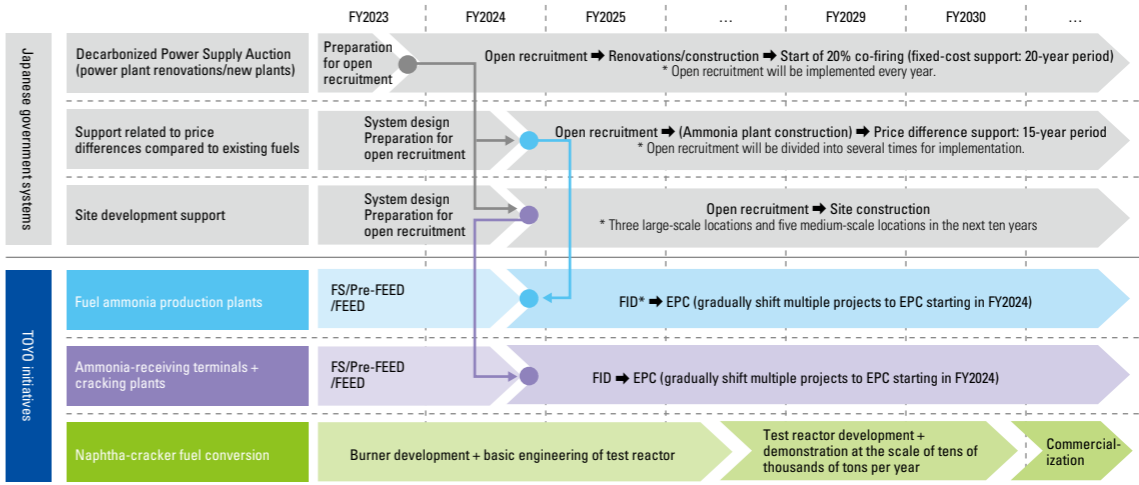 FY2023 FY2024 FY2025 ... FY2029 FY2030 ...
Japanese government systems
Decarbonized Power Supply Auction
(power plant renovations/new plants)
Preparation
for open
recruitment
Open recruitment ➡ Renovations/construction ➡ Start of 20% co-firing (fixed-cost support: 20-year period)
* Open recruitment will be implemented every year.
Support related to price
differences compared to existing fuels
System design
Preparation for
open recruitment
Open recruitment ➡ (Ammonia plant construction) ➡ Price difference support: 15-year period
* Open recruitment will be divided into several times for implementation.
Site development support
System design
Preparation for
open recruitment
Open recruitment ➡ Site construction
* Three large-scale locations and five medium-scale locations in the next ten years
TOYO initiatives
Fuel ammonia production plants
FS/Pre-FEED
/FEED
FID* ➡ EPC (gradually shift multiple projects to EPC starting in FY2024)
Ammonia-receiving terminals +
cracking plants
FS/Pre-FEED
/FEED
FID ➡ EPC (gradually shift multiple projects to EPC starting in FY2024)
Naphtha-cracker fuel conversion
Burner development + basic engineering of test reactor
Test reactor development +
demonstration at the scale of tens of
thousands of tons per year
Commercial-
ization